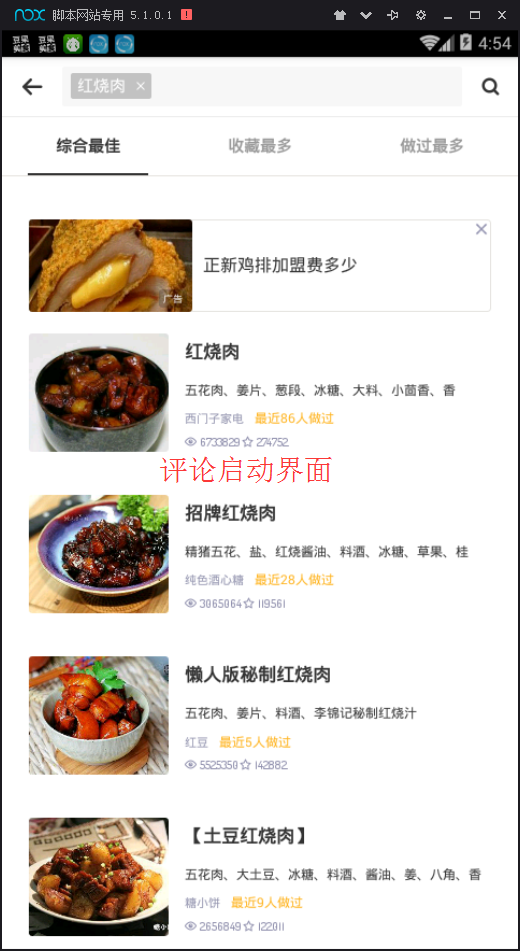 nox 脚本网站专用 5.1.0.1
豆果美食 豆果美食 4:54
红烧肉 ×
综合最佳 收藏最多 做过最多
正新鸡排加盟费多少
广告
红烧肉
五花肉、姜片、葱段、冰糖、大料、小茴香、香
西门子家电 最近86人做过
6733829 274752
评论启动界面
招牌红烧肉
精猪五花、盐、红烧酱油、料酒、冰糖、草果、桂
纯色酒心糖 最近28人做过
3065064 119561
懒人版秘制红烧肉
五花肉、姜片、料酒、李锦记秘制红烧汁
红豆 最近5人做过
5525350 142882
【土豆红烧肉】
五花肉、大土豆、冰糖、料酒、酱油、姜、八角、香
糖小饼 最近9人做过
2656849 122011